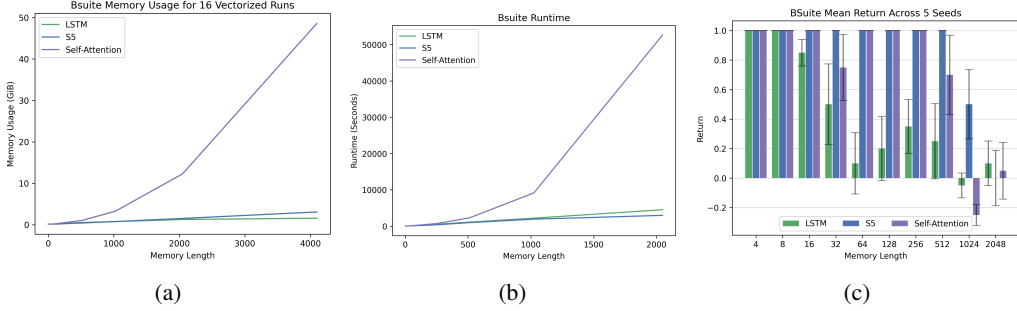 Bsuite Memory Usage for 16 Vectorized Runs
50
40
30
20
10
0
Memory Usage (GiB)
LSTM
S5
Self-Attention
0 1000 2000 3000 4000
Memory Length
(a)
Bsuite Runtime
50000
40000
30000
20000
10000
0
Runtime (Seconds)
LSTM
S5
Self-Attention
0 500 1000 1500 2000
Memory Length
(b)
BSuite Mean Return Across 5 Seeds
1.0
0.8
0.6
0.4
0.2
0.0
−0.2
Return
LSTM S5 Self-Attention
4 8 16 32 64 128 256 512 1024 2048
Memory Length
(c)